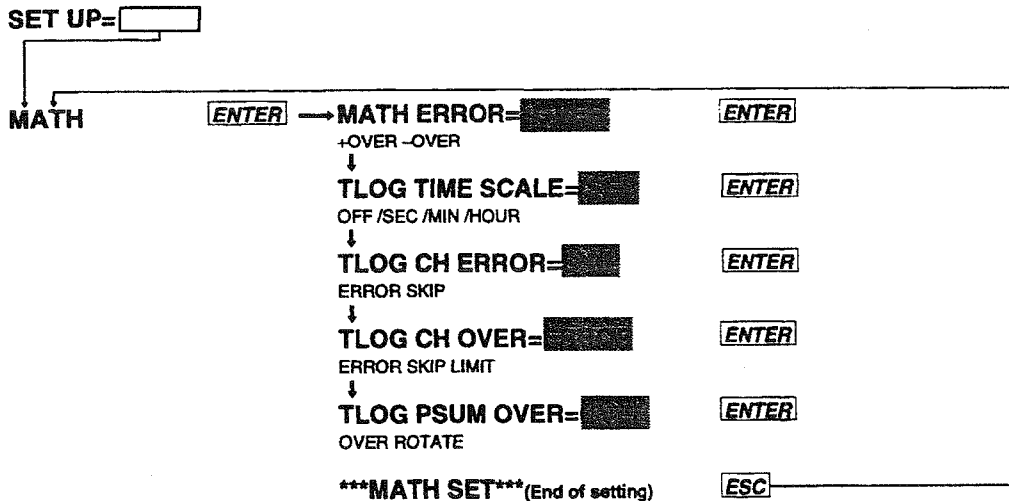 SET UP=
MATH ENTER MATH ERROR= ENTER
+OVER –OVER
TLOG TIME SCALE= ENTER
OFF /SEC /MIN /HOUR
TLOG CH ERROR= ENTER
ERROR SKIP
TLOG CH OVER= ENTER
ERROR SKIP LIMIT
TLOG PSUM OVER= ENTER
OVER ROTATE
***MATH SET***(End of setting) ESC